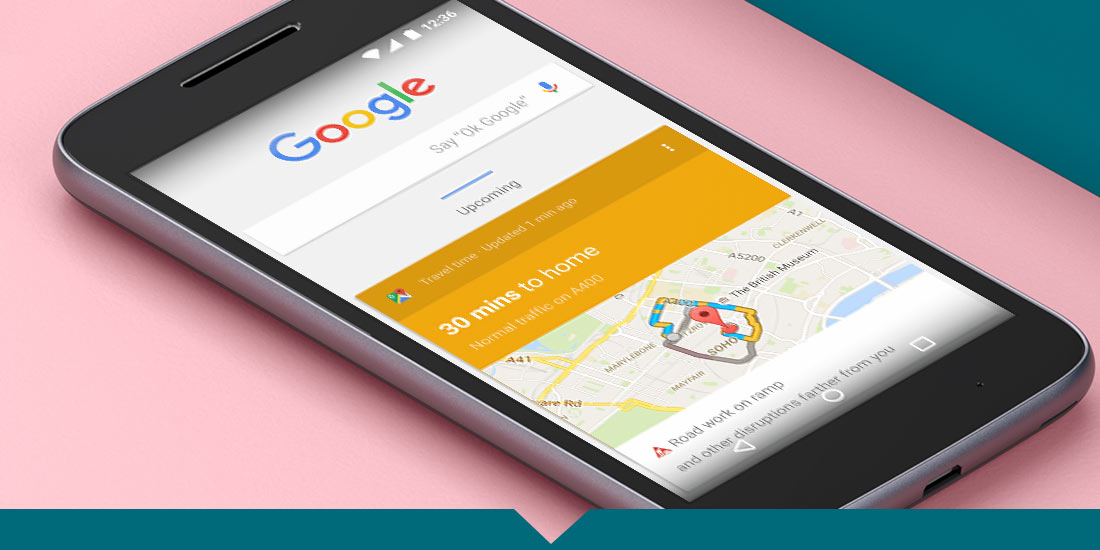 12:36
Google
Say "Ok Google"
Upcoming
Travel time · Updated 1 min ago
30 mins to home
Normal traffic on A400
A1
CLERKENWELL
A5200
The British Museum
A400
SOHO
MARYLEBONE
MAYFAIR
A41
are Rd
Road work on ramp
and other disruptions farther from you